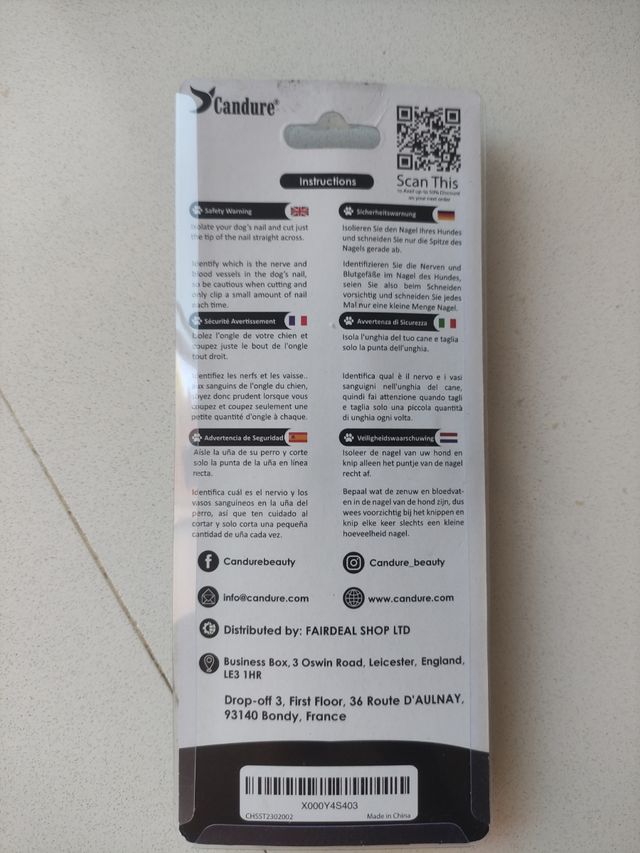 Candure®
Instructions
Scan This
on your next order
Safety Warning
Isolate your dog's nail and cut just
the tip of the nail straight across.
Identify which is the nerve and
blood vessels in the dog's nail,
so be cautious when cutting and
only clip a small amount of nail
each time.
Sicherheitswarnung
Isolieren Sie den Nagel Ihres Hundes
und schneiden Sie nur die Spitze des
Nagels gerade ab.
Identifizieren Sie die Nerven und
Blutgefäße im Nagel des Hundes,
seien Sie also beim Schneiden
vorsichtig und schneiden Sie jedes
Mal nur eine kleine Menge Nagel.
Sécurité Avertissement
l'ongle de votre chien et
coupez juste le bout de l'ongle
tout droit.
Identifiez les nerfs et les vaisse..
aux sanguins de l'ongle du chien,
soyez donc prudent lorsque vous
coupez et coupez seulement une
petite quantité d'ongle à chaque.
Avvertenza di Sicurezza
Isola l'unghia del tuo cane e taglia
solo la punta dell'unghia.
Identifica qual è il nervo e i vasi
sanguigni nell'unghia del cane,
quindi fai attenzione quando tagli
e taglia solo una piccola quantità
di unghia ogni volta.
Advertencia de Seguridad
Aísle la uña de su perro y corte
solo la punta de la uña en línea
recta.
Identifica cuál es el nervio y los
vasos sanguíneos en la uña del
perro, así que ten cuidado al
cortar y solo corta una pequeña
cantidad de uña cada vez.
Veiligheidswaarschuwing
Isoleer de nagel van uw hond en
knip alleen het puntje van de nagel
recht af.
Bepaal wat de zenuw en bloedvat-
en in de nagel van de hond zijn, dus
wees voorzichtig bij het knippen en
knip elke keer slechts een kleine
hoeveelheid nagel.
Candurebeauty
Candure_beauty
info@candure.com
www.candure.com
Distributed by: FAIRDEAL SHOP LTD
Business Box, 3 Oswin Road, Leicester, England,
LE3 1HR
Drop-off 3, First Floor, 36 Route D'AULNAY,
93140 Bondy, France
X000Y4S403
CHSST2302002
Made in China